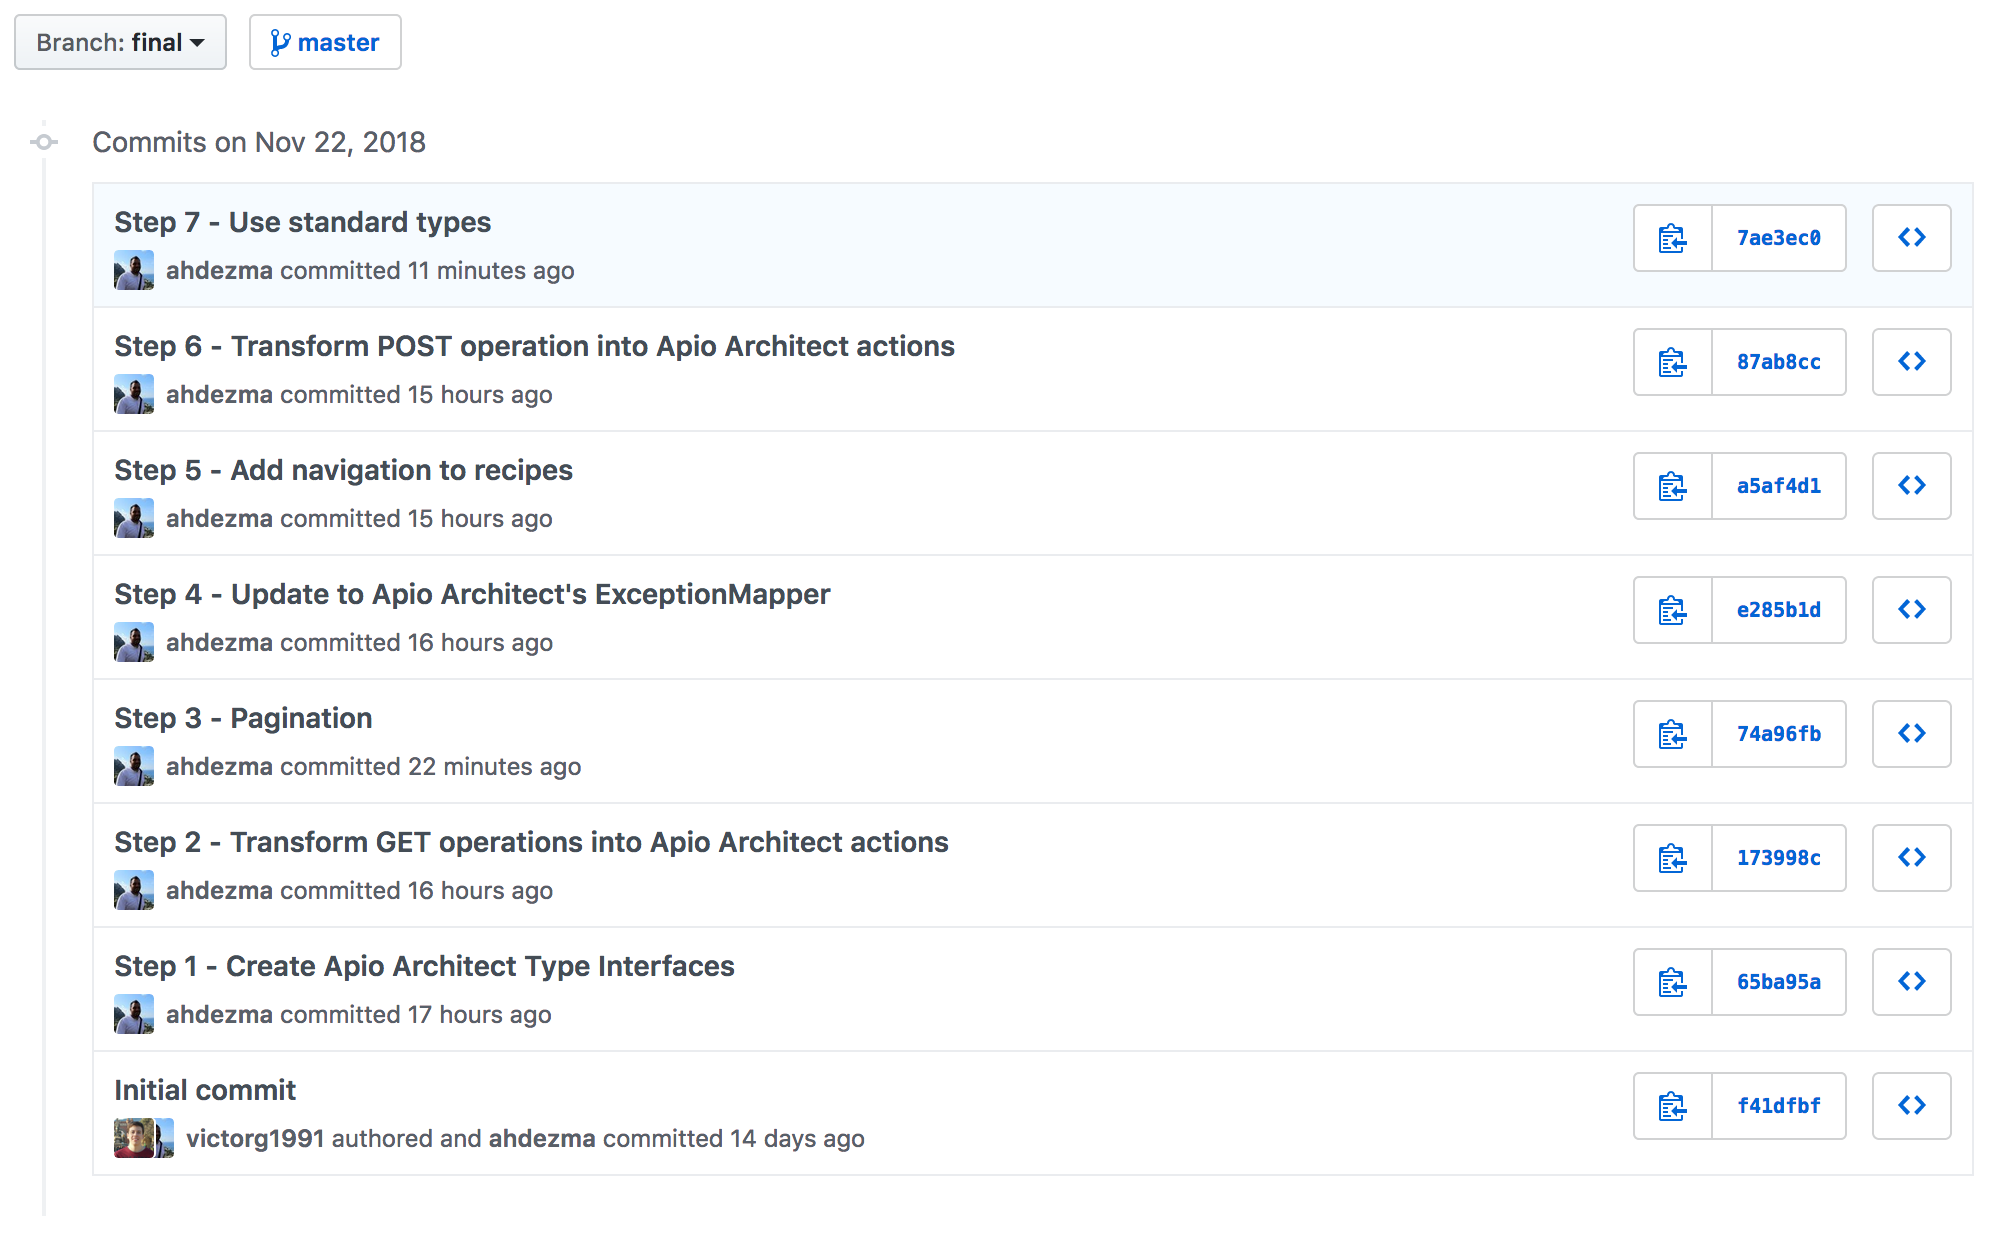 Branch: final
master
Commits on Nov 22, 2018
Step 7 - Use standard types
7ae3ec0
ahdezma committed 11 minutes ago
Step 6 - Transform POST operation into Apio Architect actions
87ab8cc
ahdezma committed 15 hours ago
Step 5 - Add navigation to recipes
a5af4d1
ahdezma committed 15 hours ago
Step 4 - Update to Apio Architect's ExceptionMapper
e285b1d
ahdezma committed 16 hours ago
Step 3 - Pagination
74a96fb
ahdezma committed 22 minutes ago
Step 2 - Transform GET operations into Apio Architect actions
173998c
ahdezma committed 16 hours ago
Step 1 - Create Apio Architect Type Interfaces
65ba95a
ahdezma committed 17 hours ago
Initial commit
f41dfbf
victorg1991 authored and ahdezma committed 14 days ago